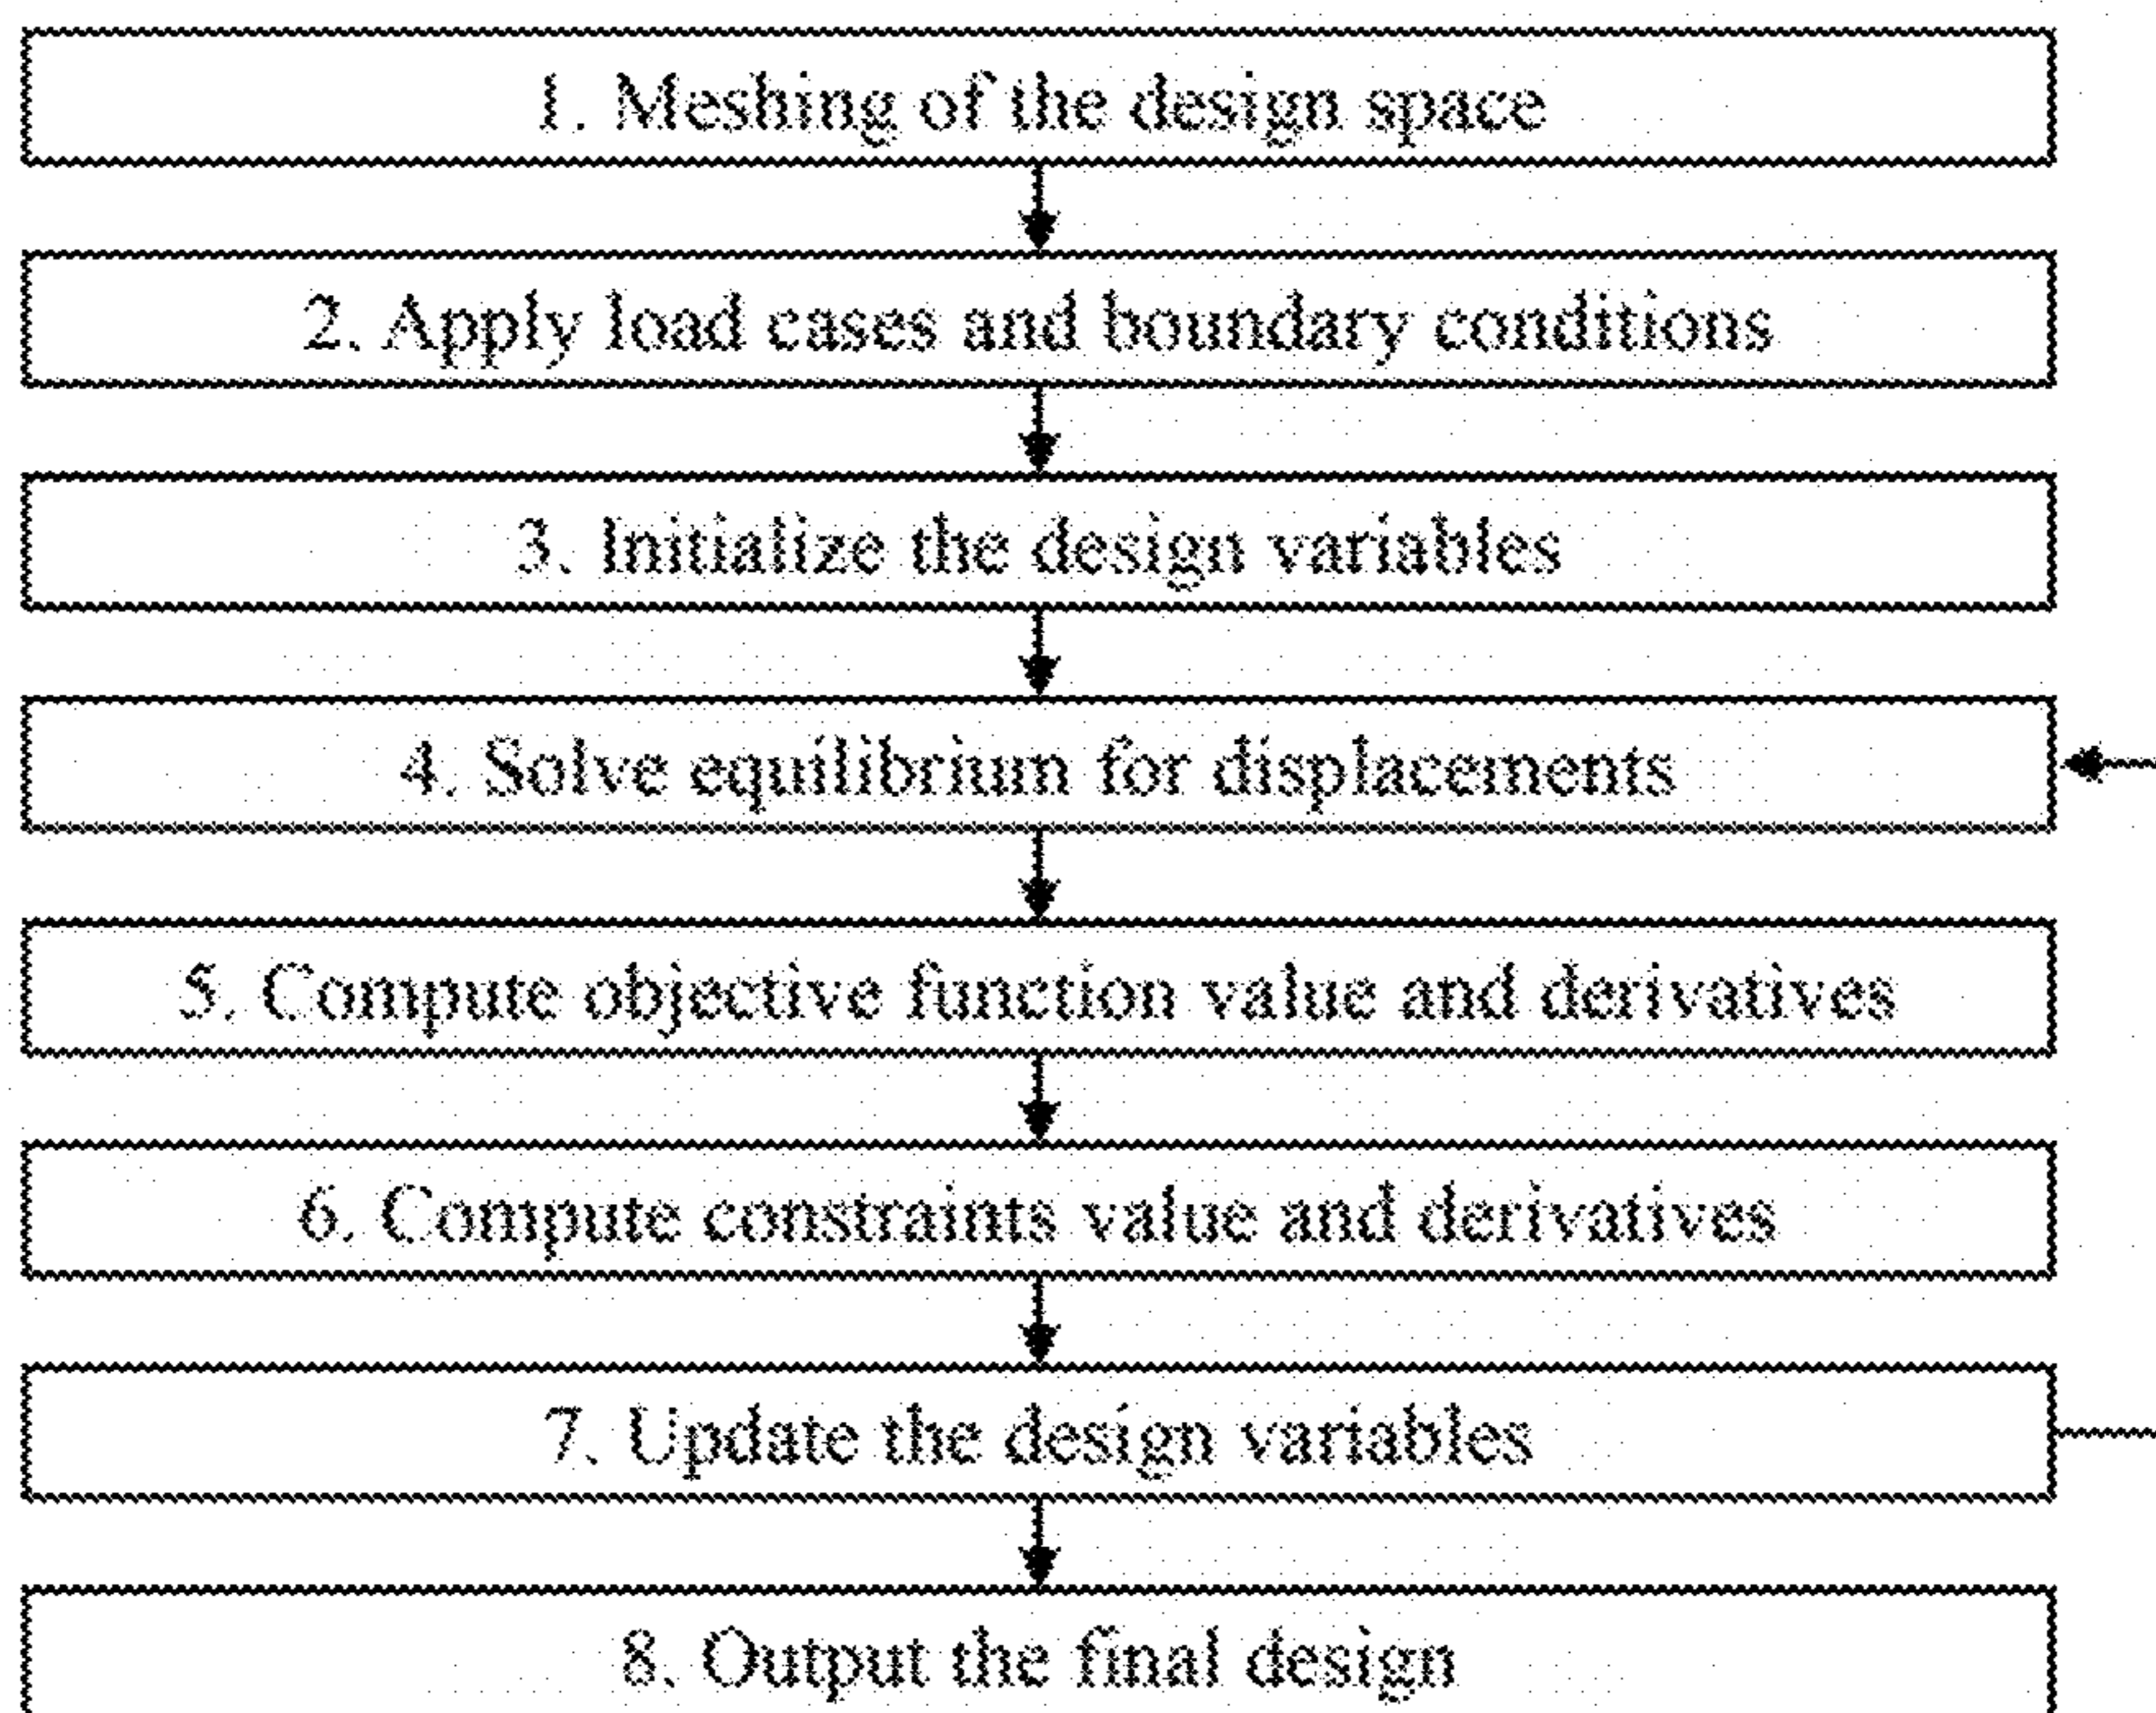 1. Meshing of the design space
2. Apply load cases and boundary conditions
3. Initialize the design variables
4. Solve equilibrium for displacements
5. Compute objective function value and derivatives
6. Compute constraints value and derivatives
7. Update the design variables
8. Output the final design